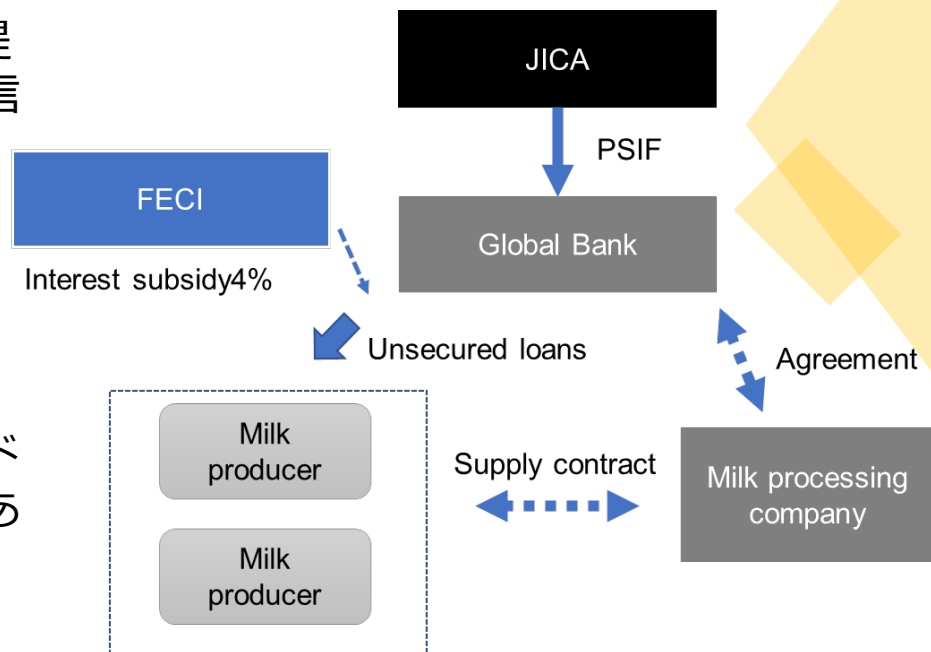 JICA
信
PSIF
FECI
Global Bank
Interest subsidy4%
Unsecured loans
Agreement
Milk
producer
Supply contract
Milk processing
company
Milk
producer